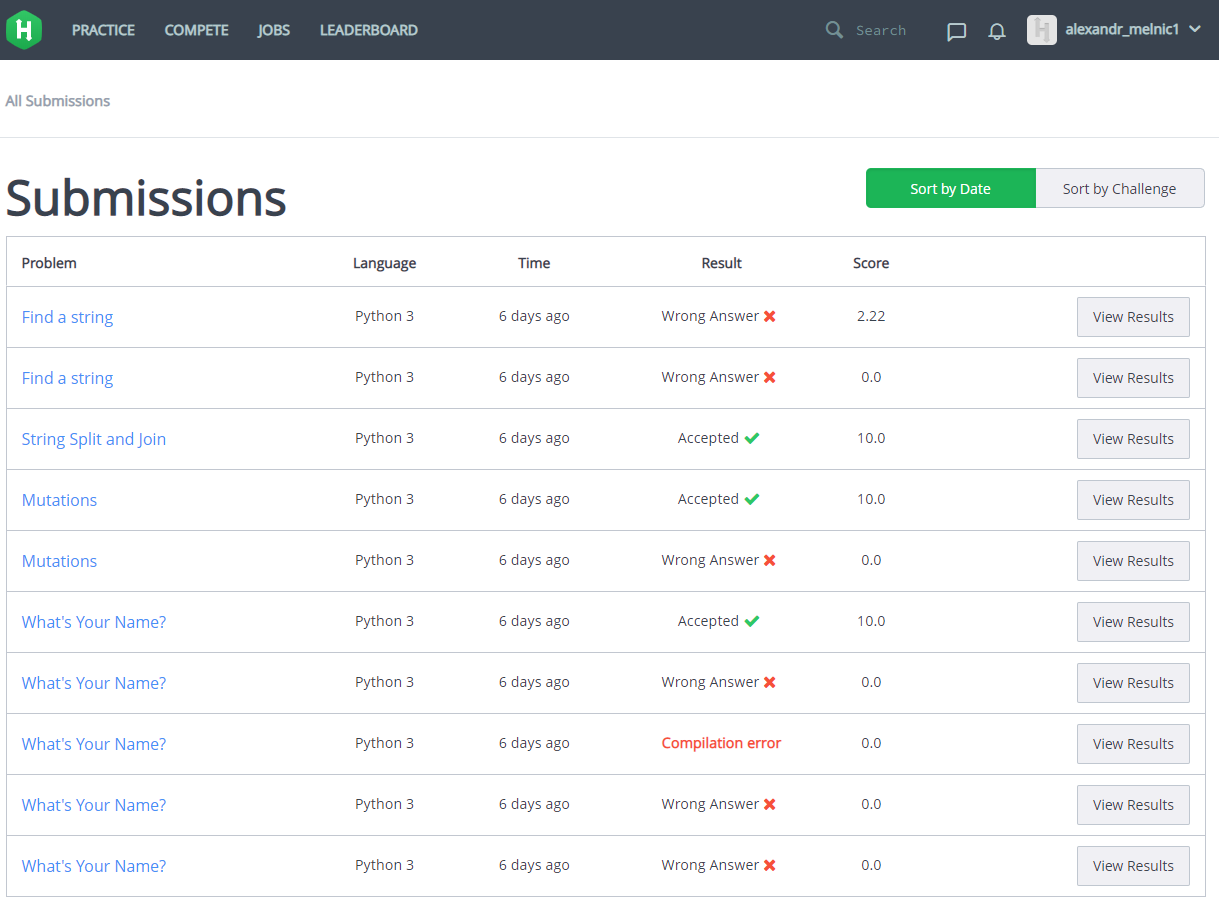 H PRACTICE COMPETE JOBS LEADERBOARD Search H alexandr_melnic1
All Submissions
Submissions Sort by Date Sort by Challenge
Problem Language Time Result Score
Find a string Python 3 6 days ago Wrong Answer 2.22 View Results
Find a string Python 3 6 days ago Wrong Answer 0.0 View Results
String Split and Join Python 3 6 days ago Accepted 10.0 View Results
Mutations Python 3 6 days ago Accepted 10.0 View Results
Mutations Python 3 6 days ago Wrong Answer 0.0 View Results
What's Your Name? Python 3 6 days ago Accepted 10.0 View Results
What's Your Name? Python 3 6 days ago Wrong Answer 0.0 View Results
What's Your Name? Python 3 6 days ago Compilation error 0.0 View Results
What's Your Name? Python 3 6 days ago Wrong Answer 0.0 View Results
What's Your Name? Python 3 6 days ago Wrong Answer 0.0 View Results